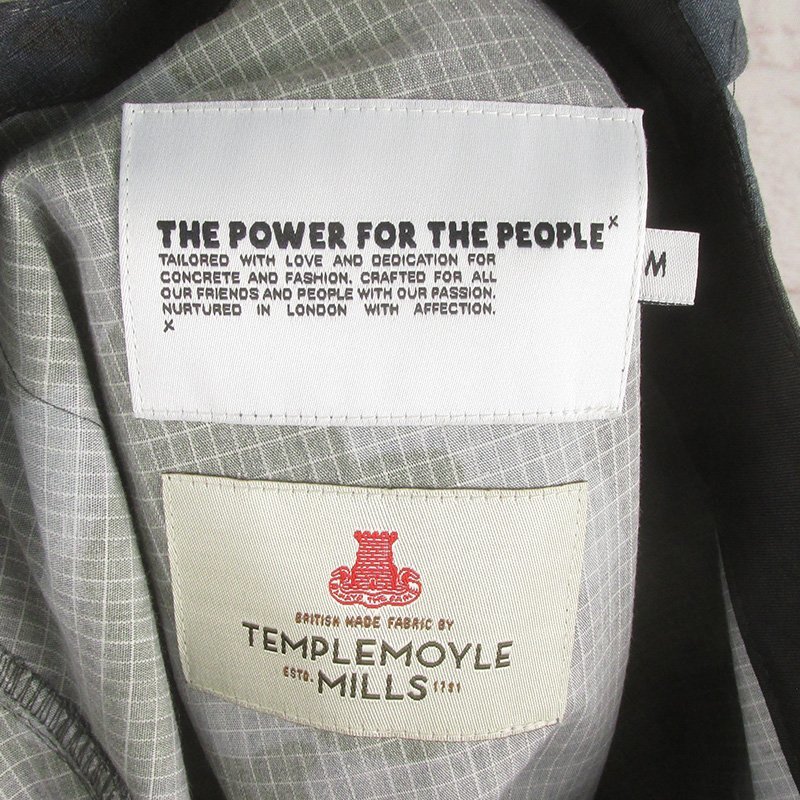 THE POWER FOR THE PEOPLE x
TAILORED WITH LOVE AND DEDICATION FOR
CONCRETE AND FASHION. CRAFTED FOR ALL
OUR FRIENDS AND PEOPLE WITH OUR PASSION.
NURTURED IN LONDON WITH AFFECTION.
x
M
BRITISH MADE FABRIC BY
TEMPLEMOYLE
ESTD. MILLS 1781